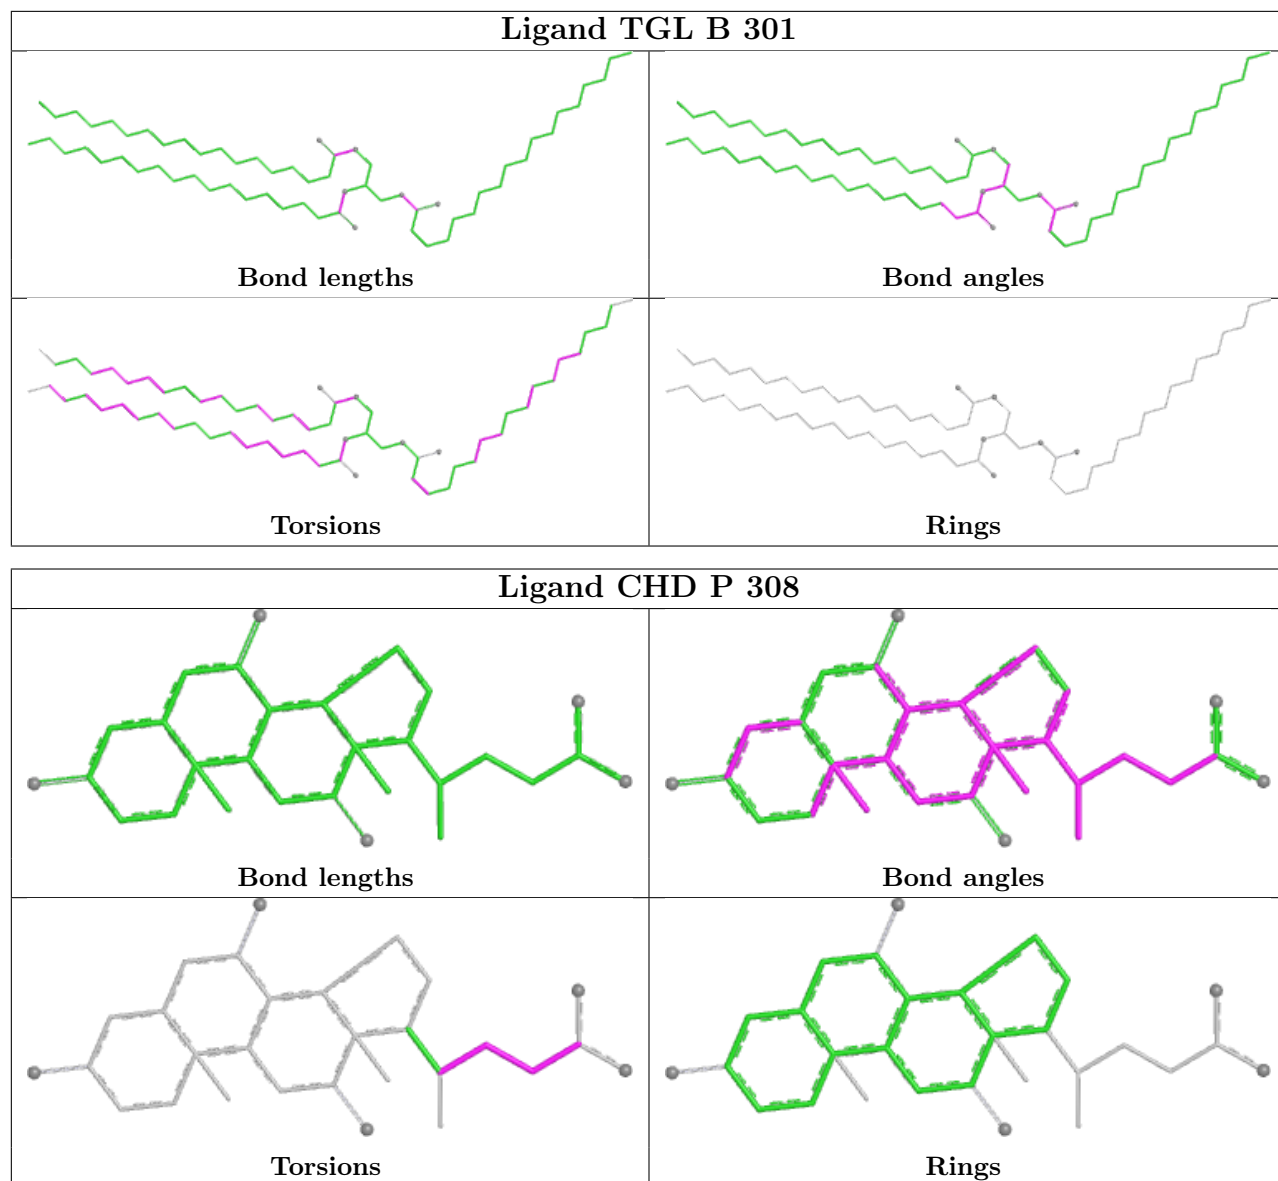 Ligand TGL B 301
Bond lengths
Bond angles
Torsions
Rings
Ligand CHD P 308
Bond lengths
Bond angles
Torsions
Rings